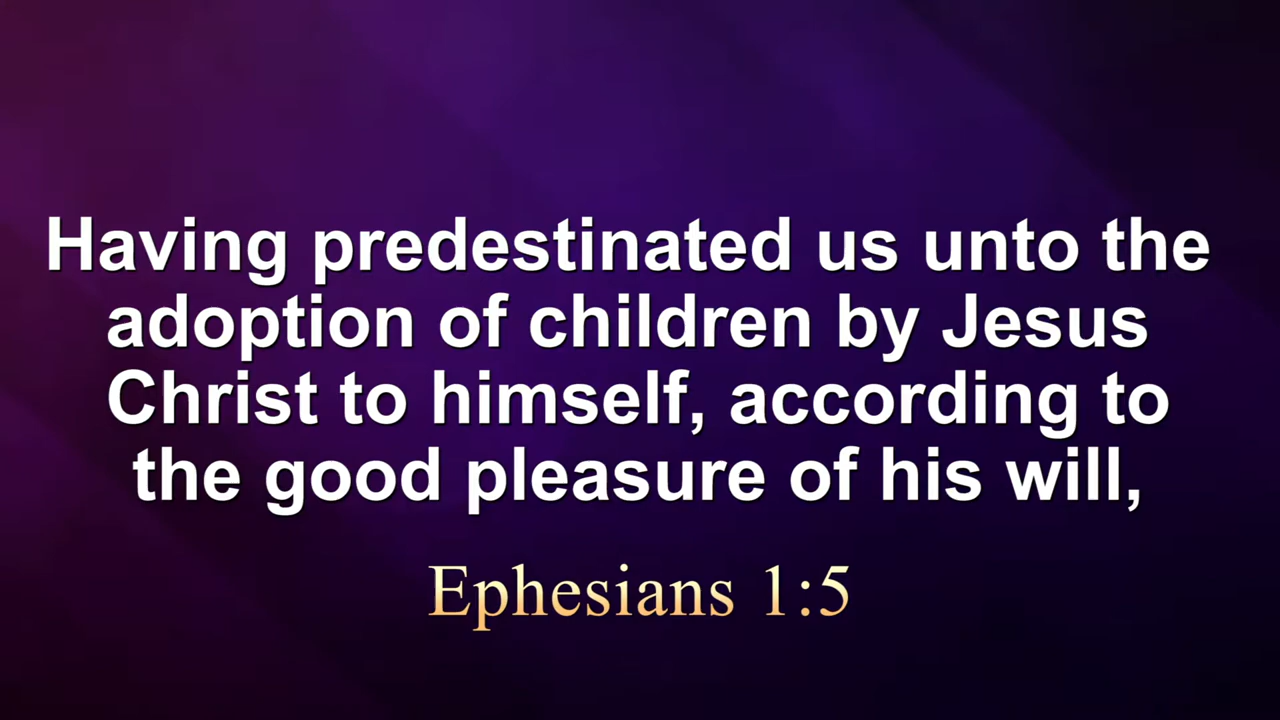 Having predestinated us unto the
adoption of children by Jesus
Christ to himself, according to
the good pleasure of his will,
Ephesians 1:5